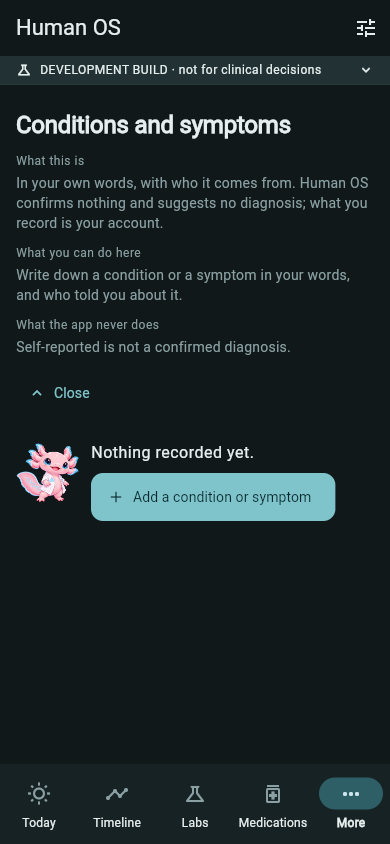 Human OS
DEVELOPMENT BUILD · not for clinical decisions
Conditions and symptoms
What this is
In your own words, with who it comes from. Human OS
confirms nothing and suggests no diagnosis; what you
record is your account.
What you can do here
Write down a condition or a symptom in your words,
and who told you about it.
What the app never does
Self-reported is not a confirmed diagnosis.
Close
Nothing recorded yet.
Add a condition or symptom
Today
Timeline
Labs
Medications
More